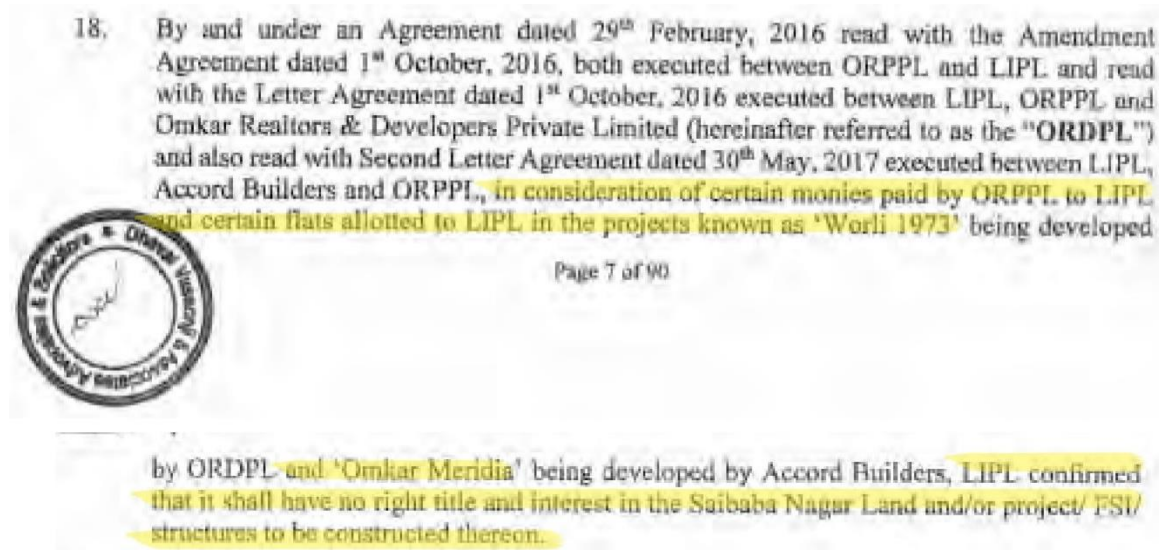 18. By and under an Agreement dated 29th February, 2016 read with the Amendment
Agreement dated 1st October, 2016, both executed between ORPPL and LIPL and read
with the Letter Agreement dated 1st October, 2016 executed between LIPL, ORPPL and
Omkar Realtors & Developers Private Limited (hereinafter referred to as the "ORDPL")
and also read with Second Letter Agreement dated 30th May, 2017 executed between LIPL,
Accord Builders and ORPPL, in consideration of certain monies paid by ORPPL to LIPL
and certain flats allotted to LIPL in the projects known as 'Worli 1973' being developed
Page 7 of 90
Advocates & Solicitors
& Associates
by ORDPL and 'Omkar Meridia' being developed by Accord Builders, LIPL confirmed
that it shall have no right title and interest in the Saibaba Nagar Land and/or project/ FSI/
structures to be constructed thereon.